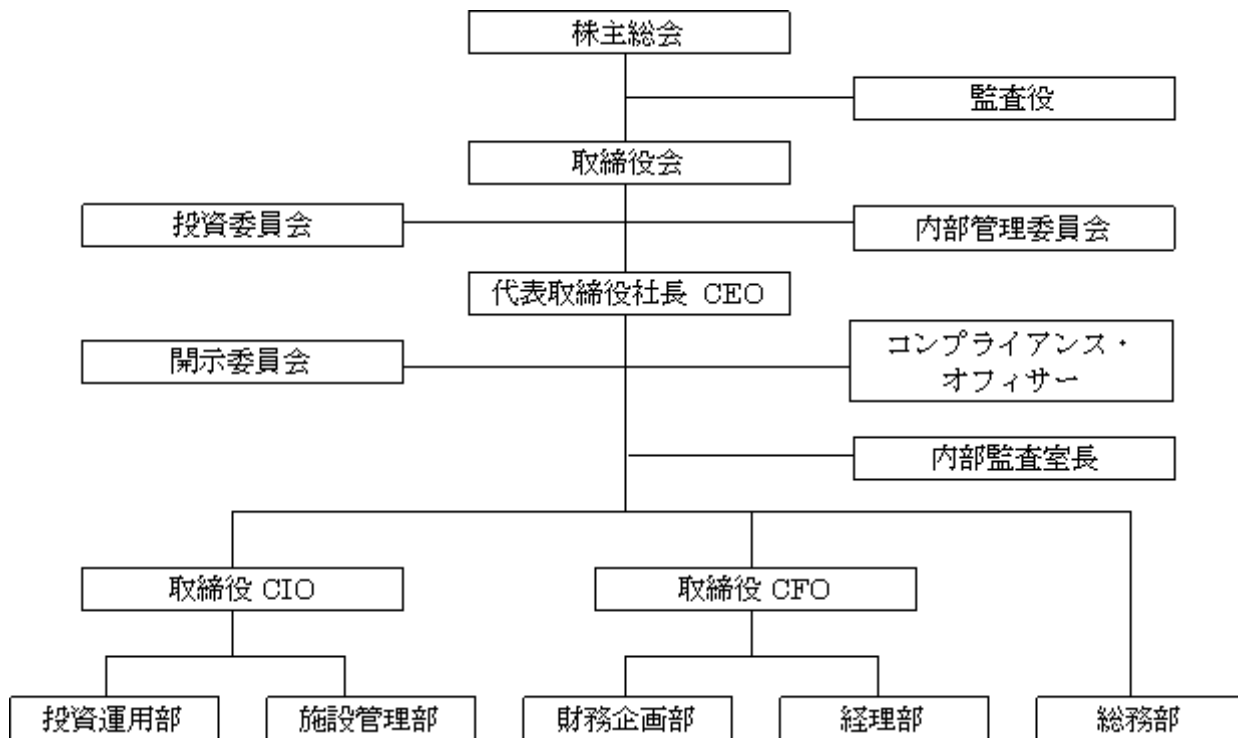 株主総会
監査役
取締役会
投資委員会
内部管理委員会
代表取締役社長 CEO
開示委員会
コンプライアンス・
オフィサー
内部監査室長
取締役 CIO
取締役 CFO
投資運用部
施設管理部
財務企画部
経理部
総務部